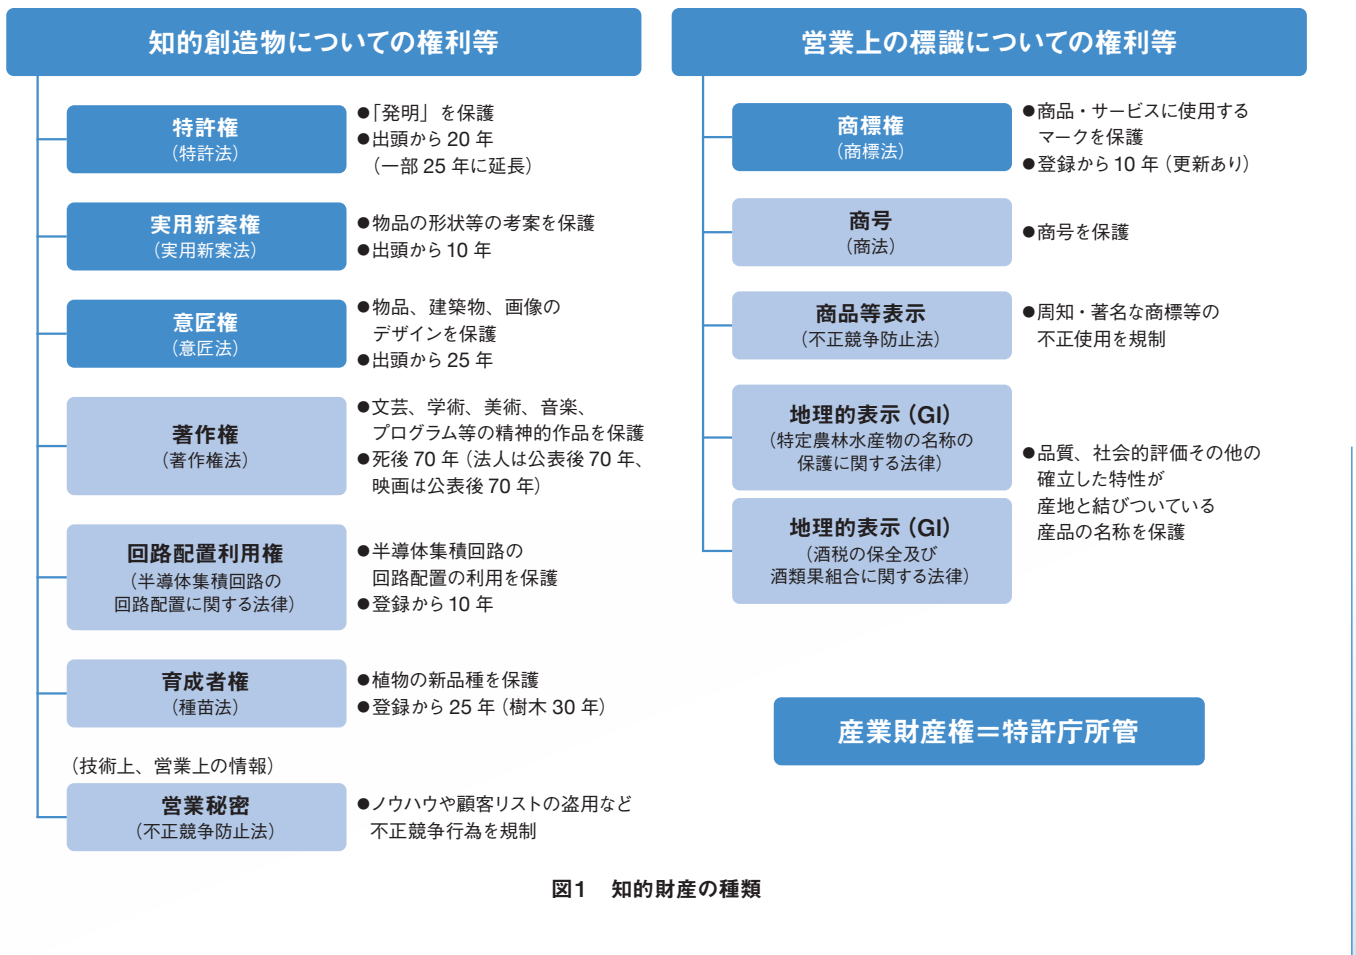 知的創造物についての権利等
特許権
（特許法）
●「発明」を保護
●出頭から 20 年
（一部 25 年に延長）
実用新案権
（実用新案法）
●物品の形状等の考案を保護
●出頭から 10 年
意匠権
（意匠法）
●物品、建築物、画像の
デザインを保護
●出頭から 25 年
著作権
（著作権法）
●文芸、学術、美術、音楽、
プログラム等の精神的作品を保護
●死後 70 年（法人は公表後 70 年、
映画は公表後 70 年）
回路配置利用権
（半導体集積回路の
回路配置に関する法律）
●半導体集積回路の
回路配置の利用を保護
●登録から 10 年
育成者権
（種苗法）
●植物の新品種を保護
●登録から 25 年（樹木 30 年）
（技術上、営業上の情報）
営業秘密
（不正競争防止法）
●ノウハウや顧客リストの盗用など
不正競争行為を規制
営業上の標識についての権利等
商標権
（商標法）
●商品・サービスに使用する
マークを保護
●登録から 10 年（更新あり）
商号
（商法）
●商号を保護
商品等表示
（不正競争防止法）
●周知・著名な商標等の
不正使用を規制
地理的表示（GI）
（特定農林水産物の名称の
保護に関する法律）
地理的表示（GI）
（酒税の保全及び
酒類果組合に関する法律）
●品質、社会的評価その他の
確立した特性が
産地と結びついている
産品の名称を保護
産業財産権＝特許庁所管
図1　知的財産の種類